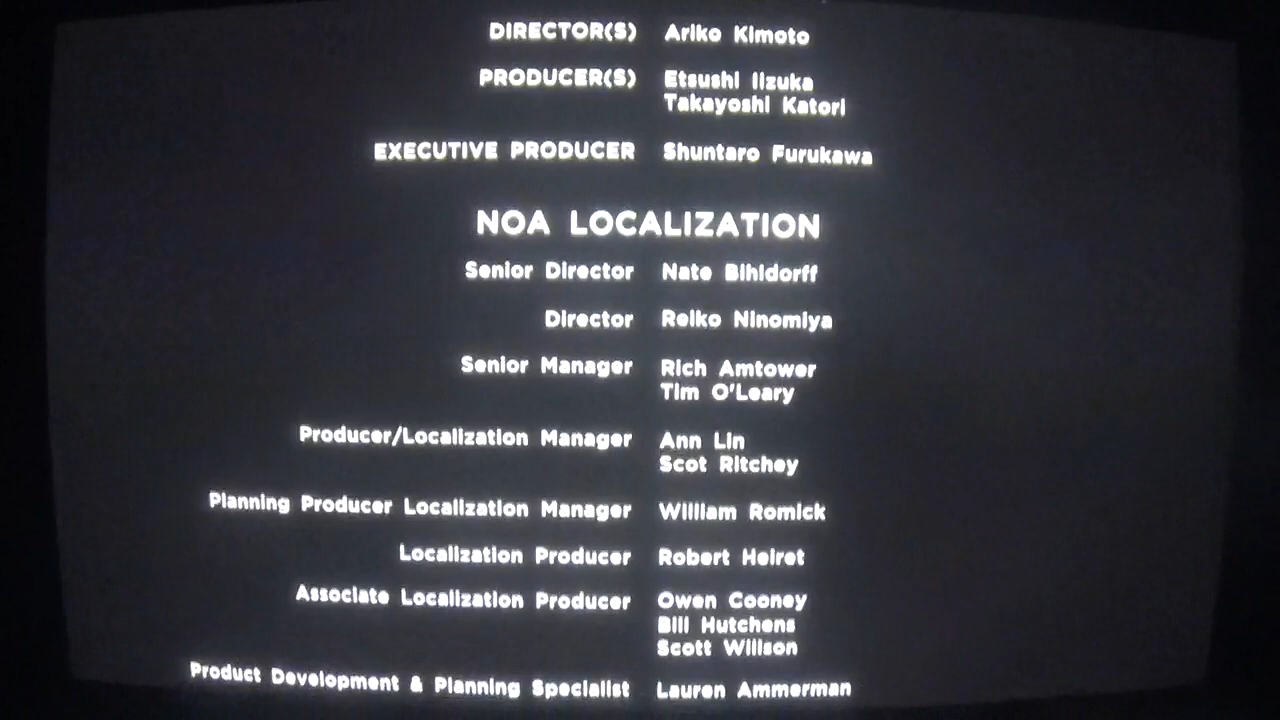 DIRECTOR(S) Ariko Kimoto
PRODUCER(S) Etsushi Iizuka
Takayoshi Katori
EXECUTIVE PRODUCER Shuntaro Furukawa
NOA LOCALIZATION
Senior Director Nate Bihldorff
Director Reiko Ninomiya
Senior Manager Rich Amtower
Tim O'Leary
Producer/Localization Manager Ann Lin
Scot Ritchey
Planning Producer Localization Manager William Romick
Localization Producer Robert Heiret
Associate Localization Producer Owen Cooney
Bill Hutchens
Scott Willson
Product Development & Planning Specialist Lauren Ammerman